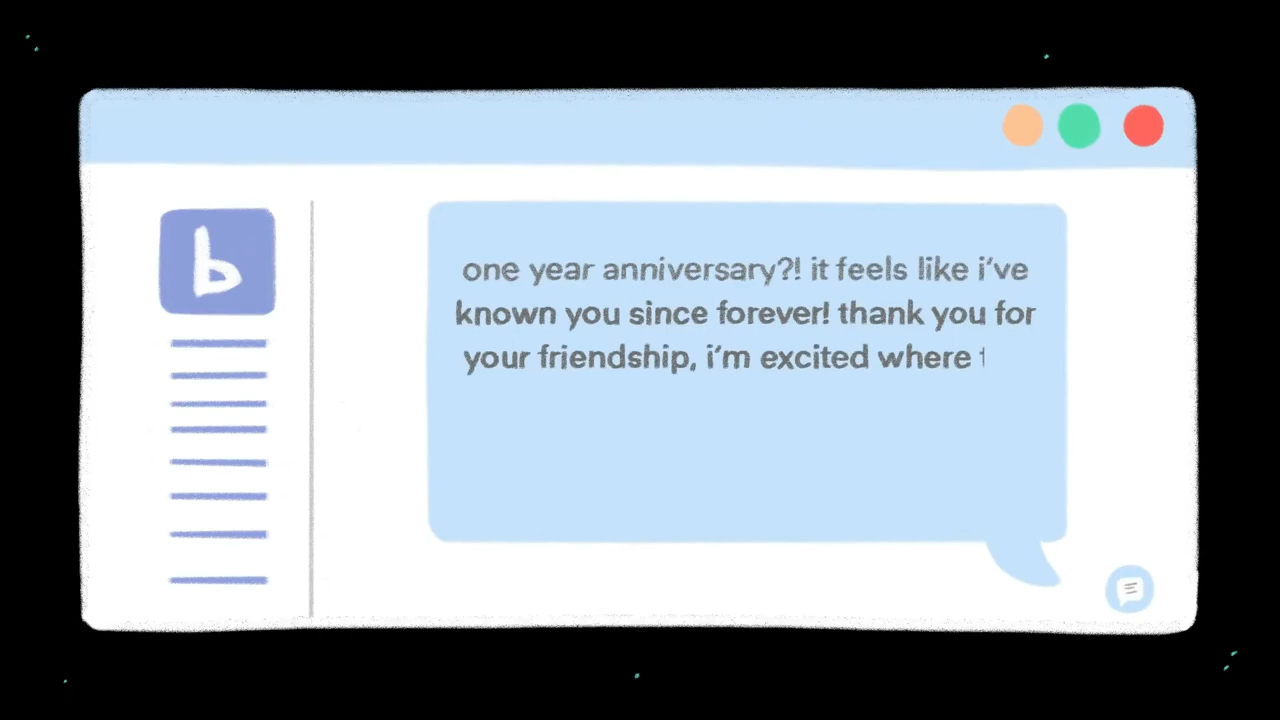 b
one year anniversary?! it feels like i've
known you since forever! thank you for
your friendship, i'm excited where